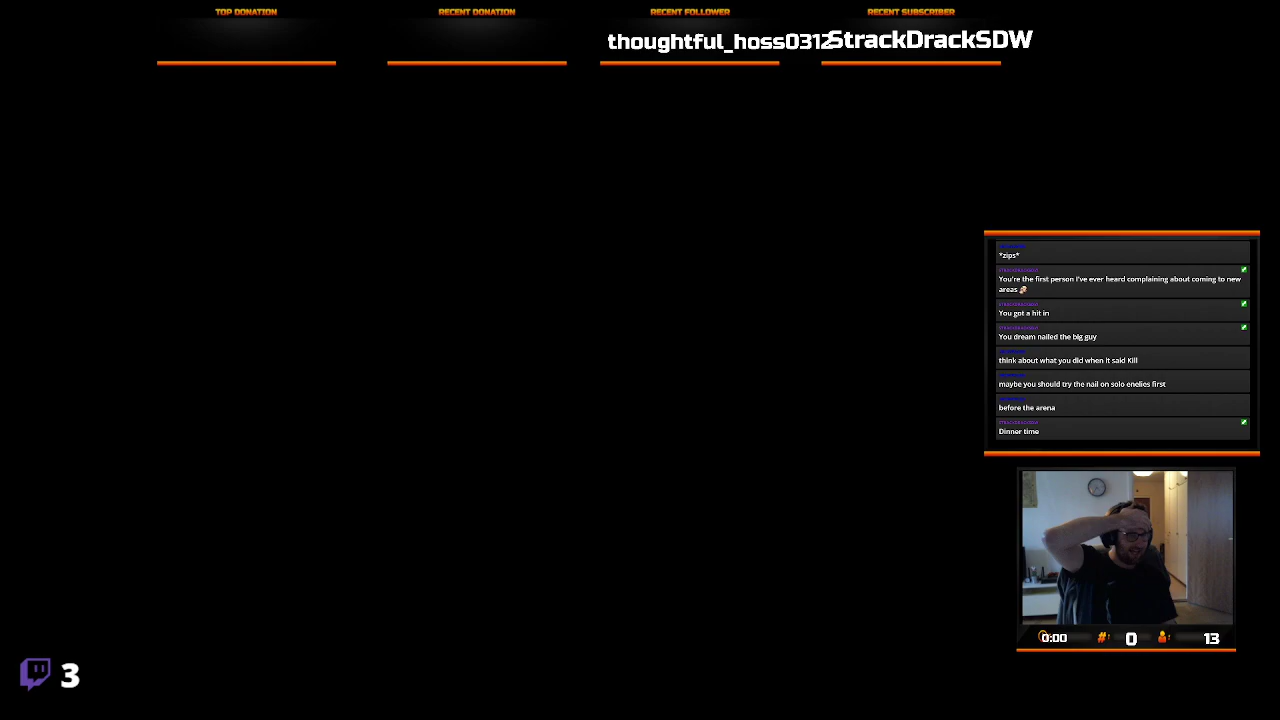 TOP DONATION
RECENT DONATION
RECENT FOLLOWER
RECENT SUBSCRIBER
thoughtful_hoss0312
StrackDrackSDW
*zips*
You're the first person I've ever heard complaining about coming to new
areas
You got a hit in
You dream nailed the big guy
think about what you did when it said Kill
maybe you should try the nail on solo enelies first
before the arena
Dinner time
0:00
0
13
3